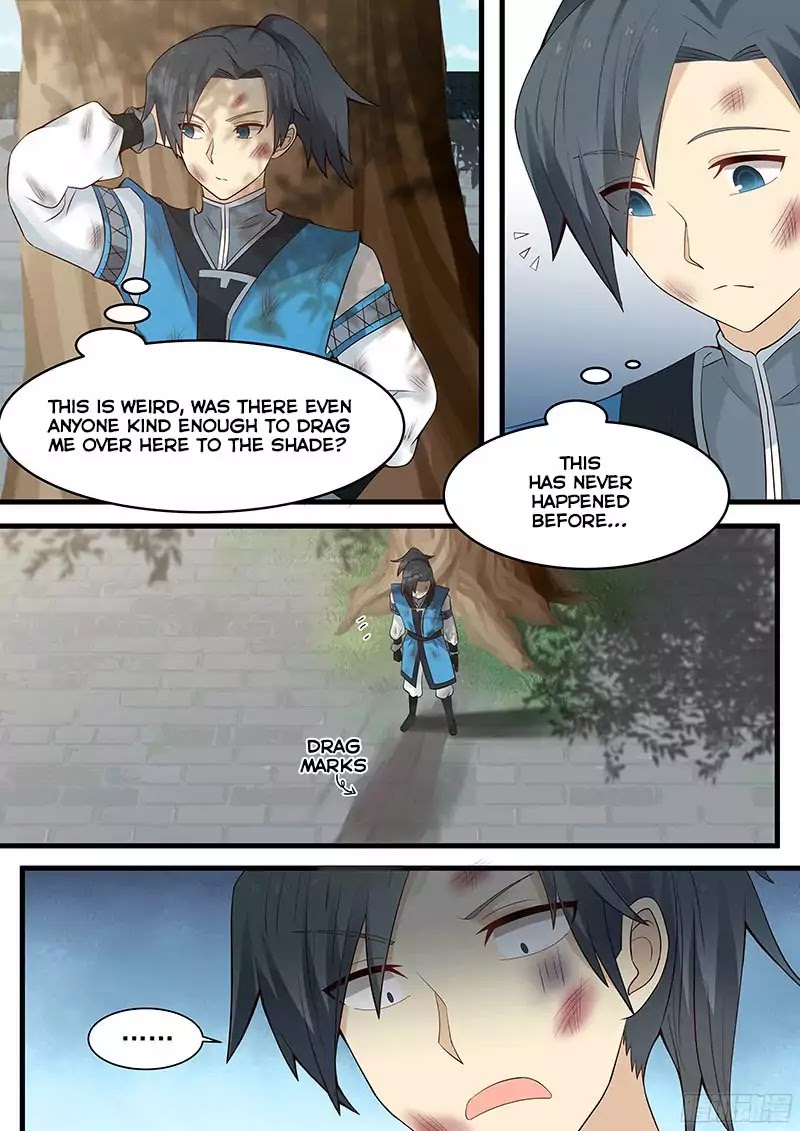 THIS IS WEIRD, WAS THERE EVEN
ANYONE KIND ENOUGH TO DRAG
ME OVER HERE TO THE SHADE?
THIS
HAS NEVER
HAPPENED
BEFORE...
DRAG
MARKS
......